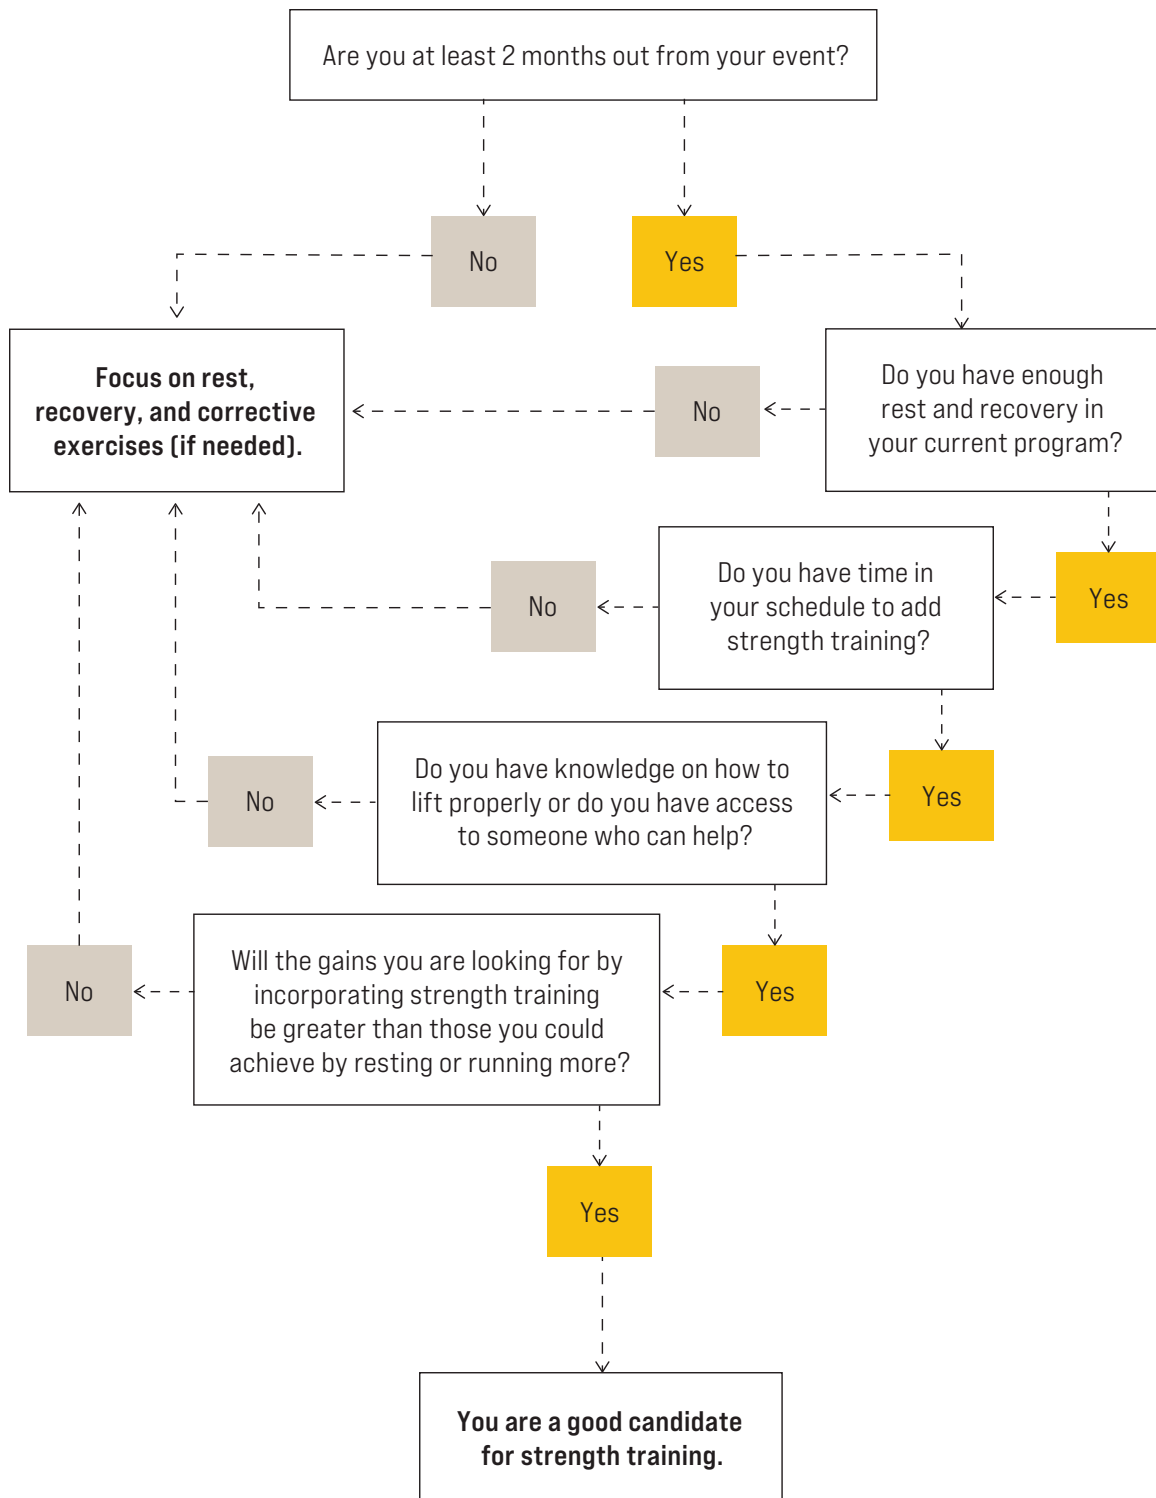 Are you at least 2 months out from your event?
No
Yes
Focus on rest,
recovery, and corrective
exercises (if needed).
No
Do you have enough
rest and recovery in
your current program?
No
Do you have time in
your schedule to add
strength training?
Yes
No
Do you have knowledge on how to
lift properly or do you have access
to someone who can help?
Yes
No
Will the gains you are looking for by
incorporating strength training
be greater than those you could
achieve by resting or running more?
Yes
Yes
You are a good candidate
for strength training.